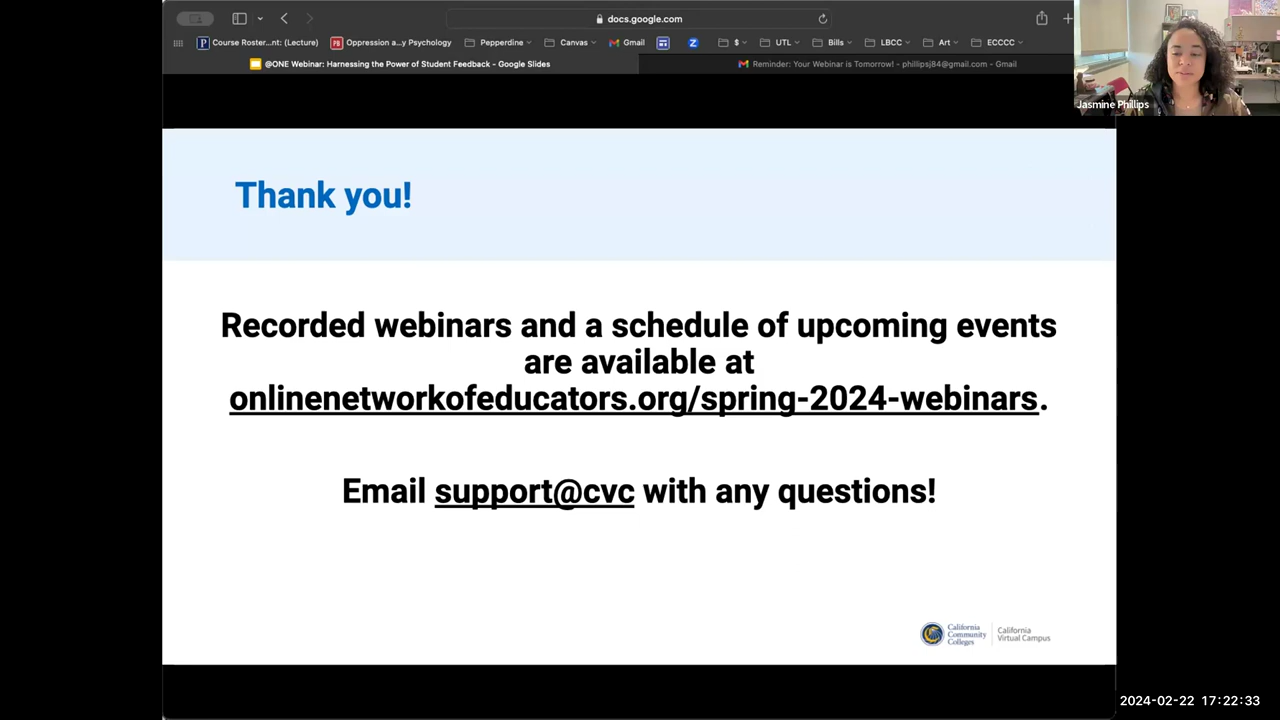 docs.google.com
Course Roster...nt: (Lecture)
Oppression a...y Psychology
Pepperdine
Canvas
Gmail
$
UTL
Bills
LBCC
Art
ECCCC
@ONE Webinar: Harnessing the Power of Student Feedback - Google Slides
Reminder: Your Webinar is Tomorrow! - phillipsj84@gmail.com - Gmail
Jasmine Phillips
Thank you!
Recorded webinars and a schedule of upcoming events
are available at
onlinenetworkofeducators.org/spring-2024-webinars.
Email support@cvc with any questions!
California
Community
Colleges
California
Virtual Campus
2024-02-22 17:22:33